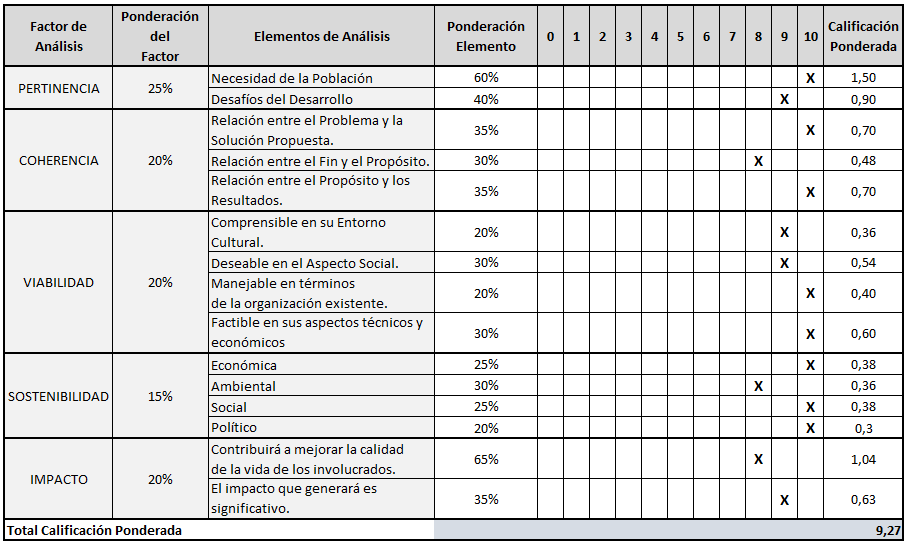 Factor de Análisis Ponderación del Factor Elementos de Análisis Ponderación Elemento 0 1 2 3 4 5 6 7 8 9 10 Calificación Ponderada
PERTINENCIA 25% Necesidad de la Población 60% X 1,50
Desafíos del Desarrollo 40% X 0,90
COHERENCIA 20% Relación entre el Problema y la
Solución Propuesta. 35% X 0,70
Relación entre el Fin y el Propósito. 30% X 0,48
Relación entre el Propósito y los
Resultados. 35% X 0,70
VIABILIDAD 20% Comprensible en su Entorno
Cultural. 20% X 0,36
Deseable en el Aspecto Social. 30% X 0,54
Manejable en términos
de la organización existente. 20% X 0,40
Factible en sus aspectos técnicos y
económicos 30% X 0,60
SOSTENIBILIDAD 15% Económica 25% X 0,38
Ambiental 30% X 0,36
Social 25% X 0,38
Político 20% X 0,3
IMPACTO 20% Contribuirá a mejorar la calidad
de la vida de los involucrados. 65% X 1,04
El impacto que generará es
significativo. 35% X 0,63
Total Calificación Ponderada 9,27